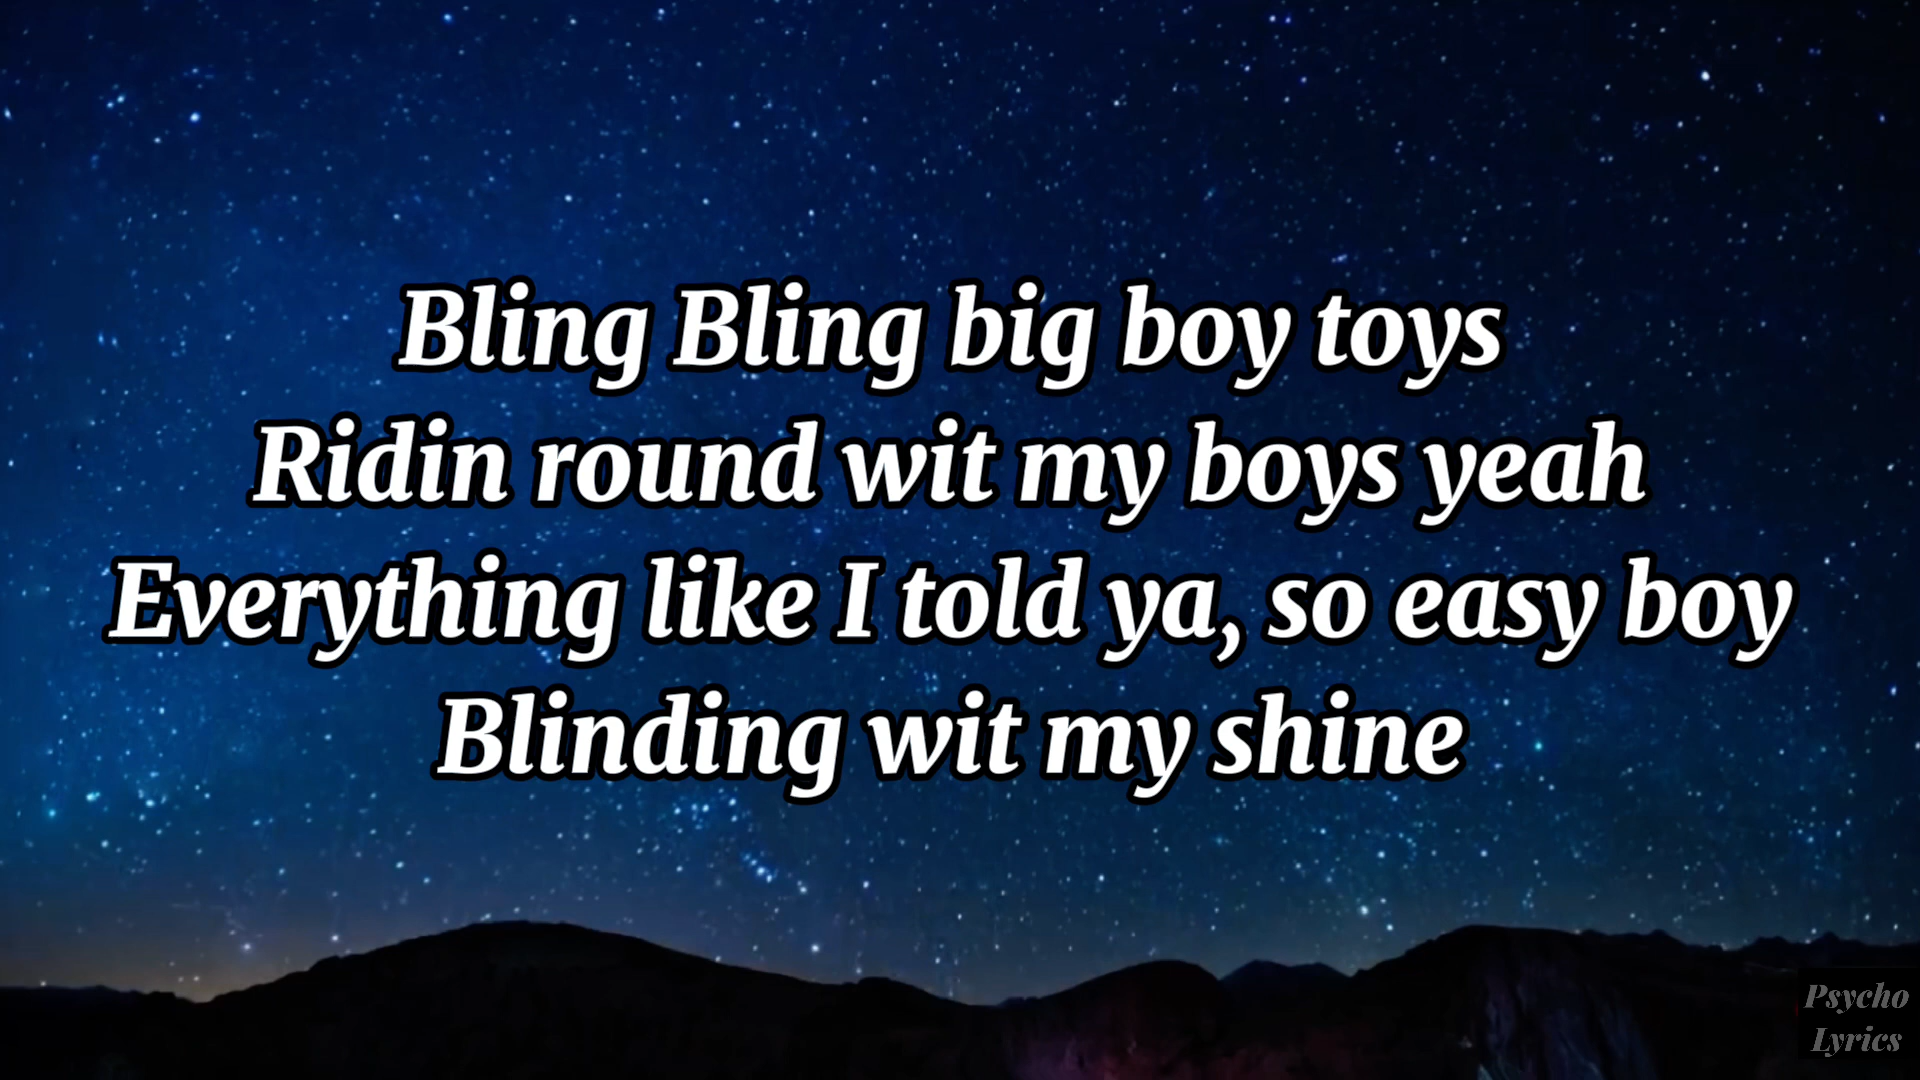 Bling Bling big boy toys
Ridin round wit my boys yeah
Everything like I told ya, so easy boy
Blinding wit my shine
Psycho
Lyrics